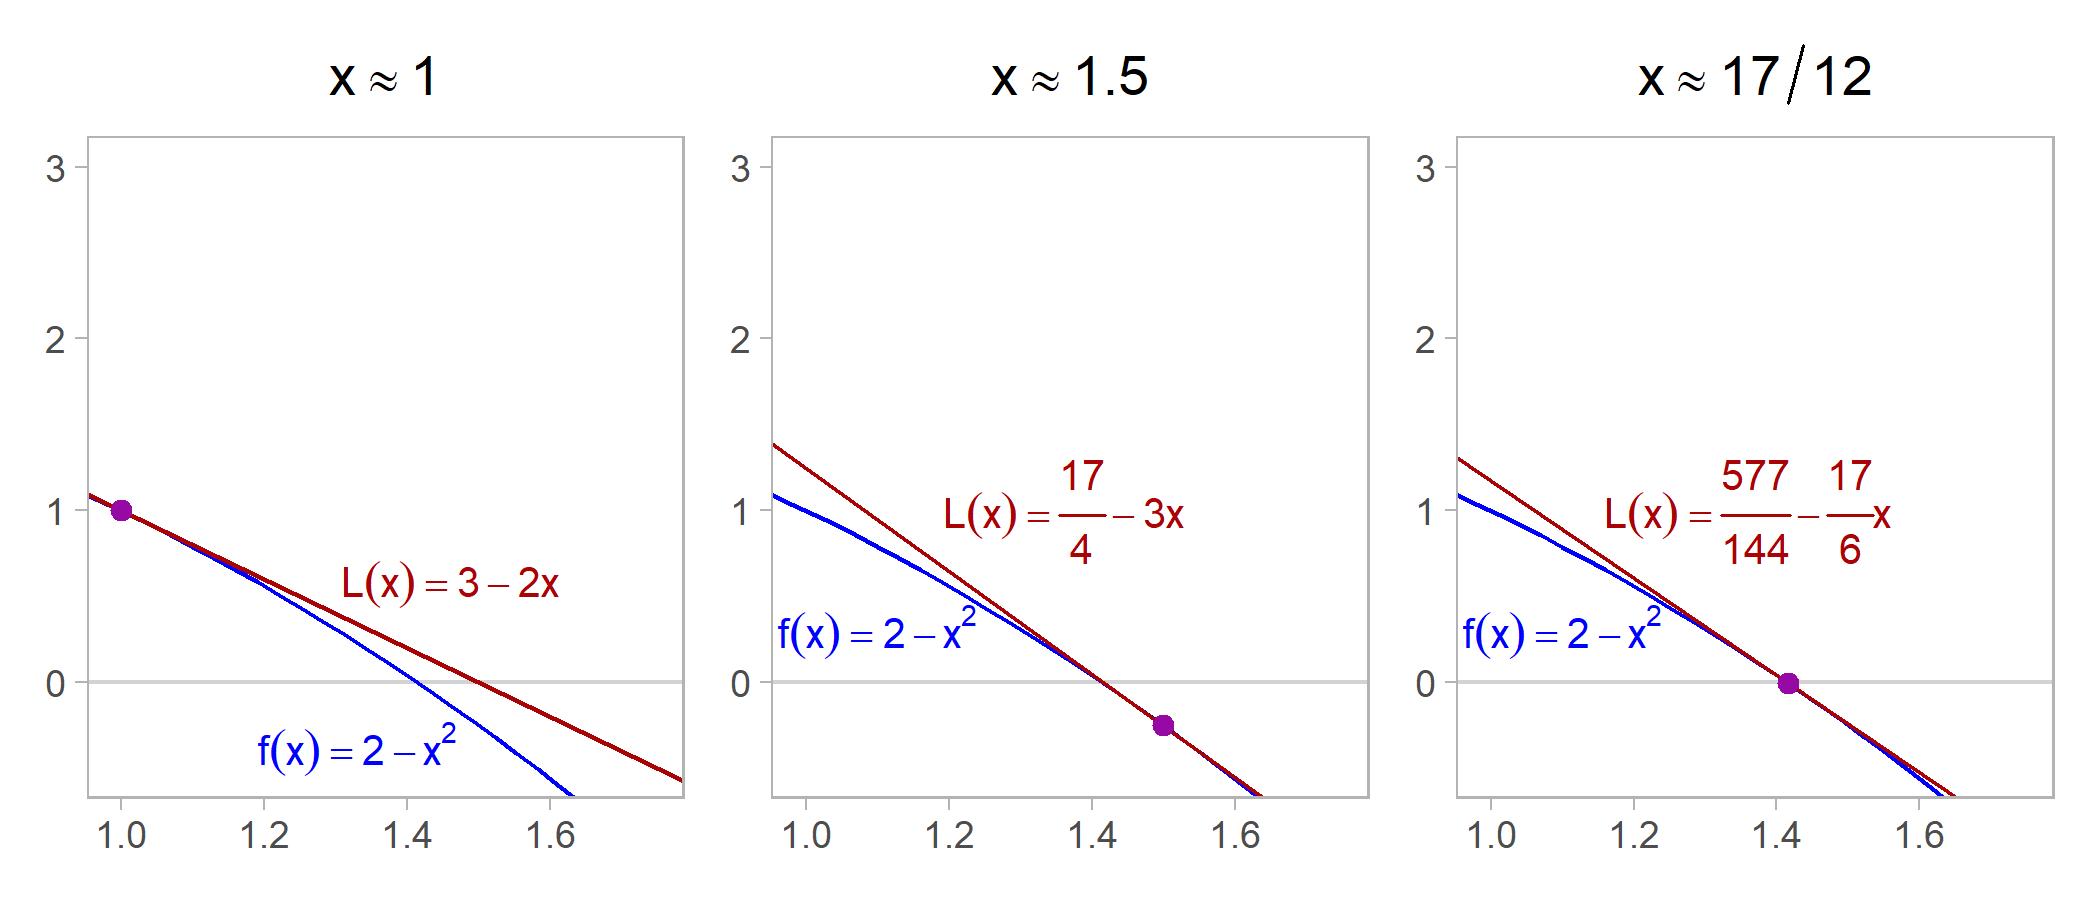 x ≈ 1
3
2
1
0
L(x) = 3 − 2x
f(x) = 2 − x²
1.0 1.2 1.4 1.6
x ≈ 1.5
3
2
1
0
L(x) = 17/4 − 3x
f(x) = 2 − x²
1.0 1.2 1.4 1.6
x ≈ 17/12
3
2
1
0
L(x) = 577/144 − 17/6 x
f(x) = 2 − x²
1.0 1.2 1.4 1.6